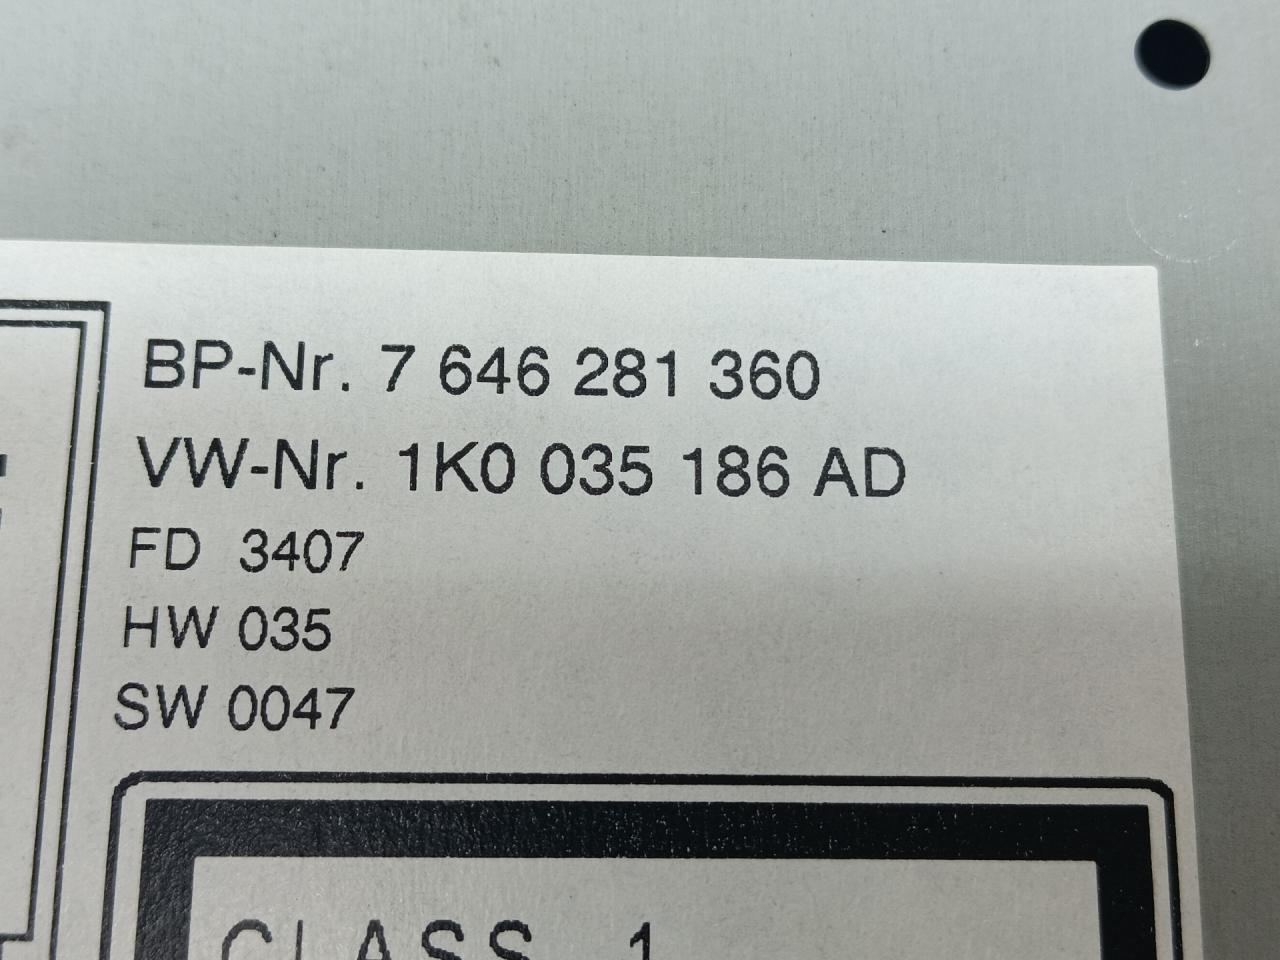 BP-Nr. 7 646 281 360
VW-Nr. 1K0 035 186 AD
FD 3407
HW 035
SW 0047
CLASS 1